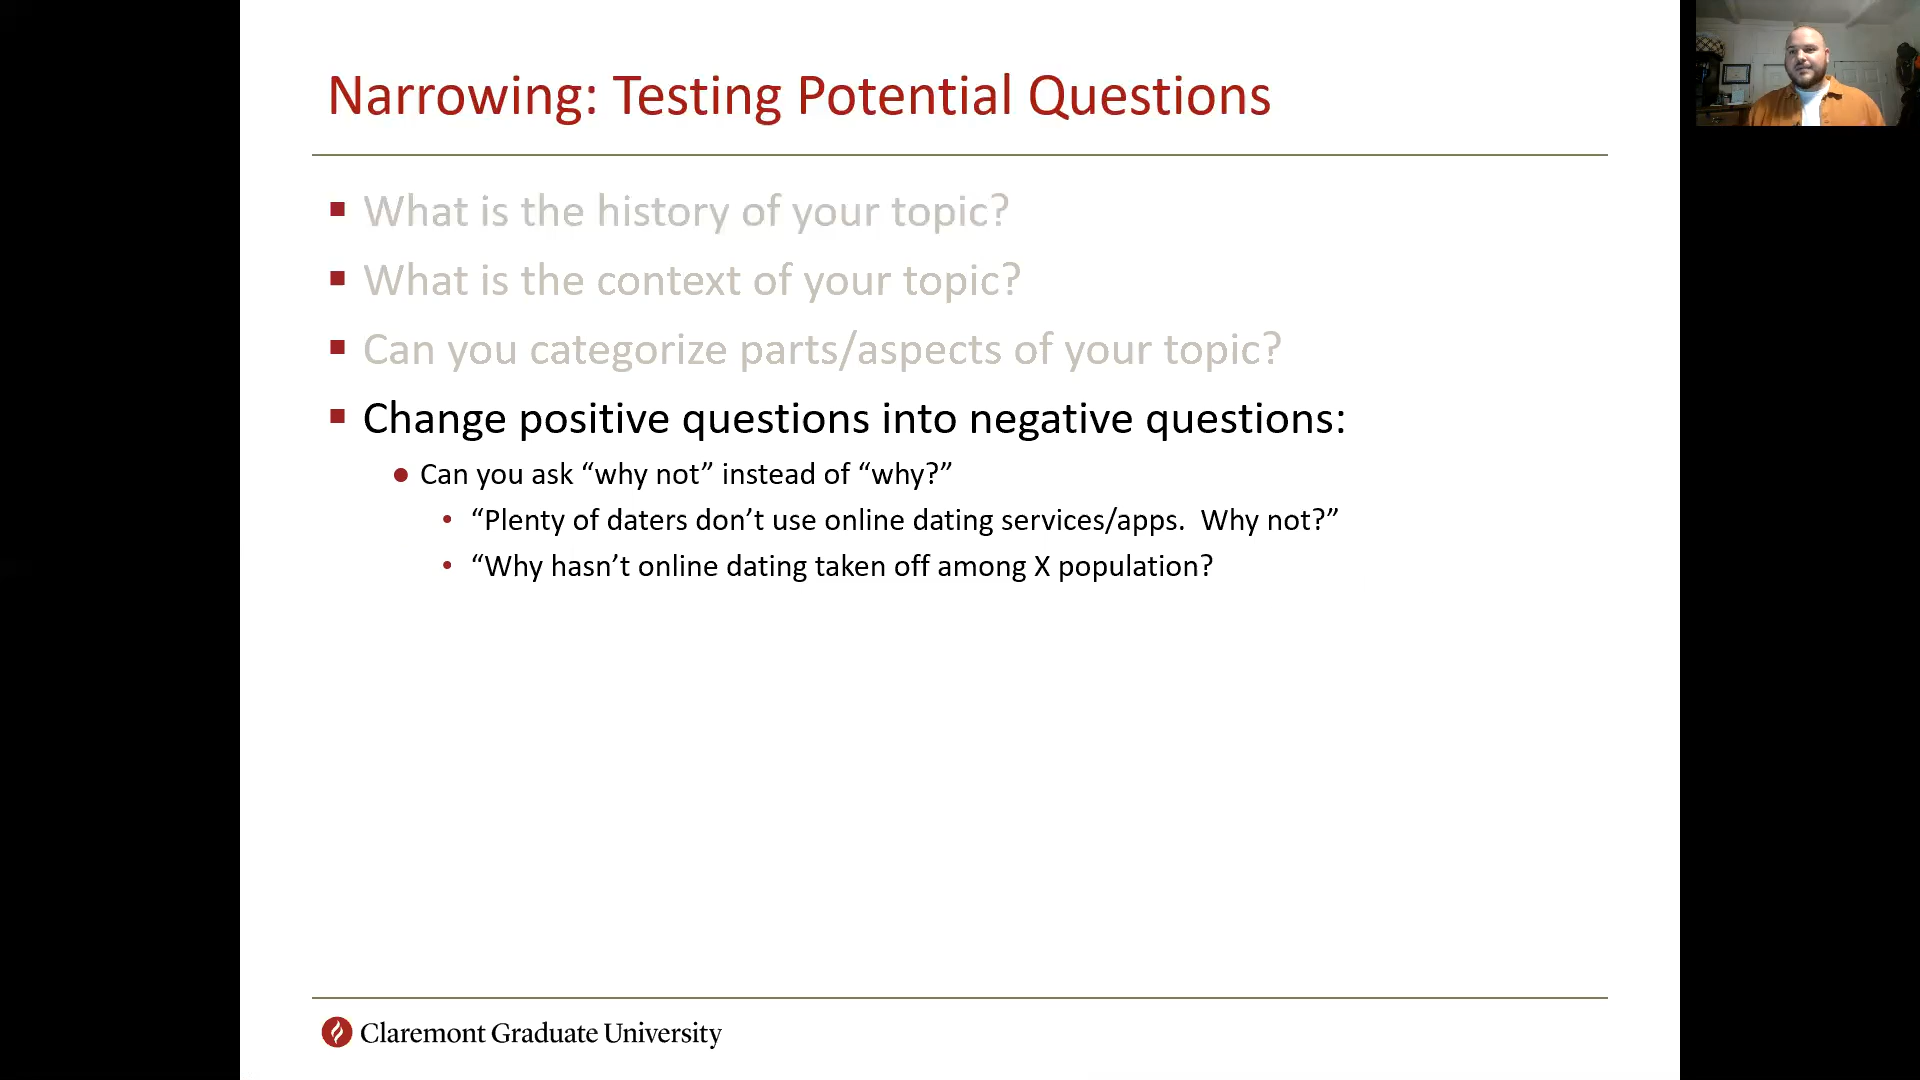 Narrowing: Testing Potential Questions
What is the history of your topic?
What is the context of your topic?
Can you categorize parts/aspects of your topic?
Change positive questions into negative questions:
Can you ask “why not” instead of “why?”
“Plenty of daters don’t use online dating services/apps.  Why not?”
“Why hasn’t online dating taken off among X population?
Claremont Graduate University